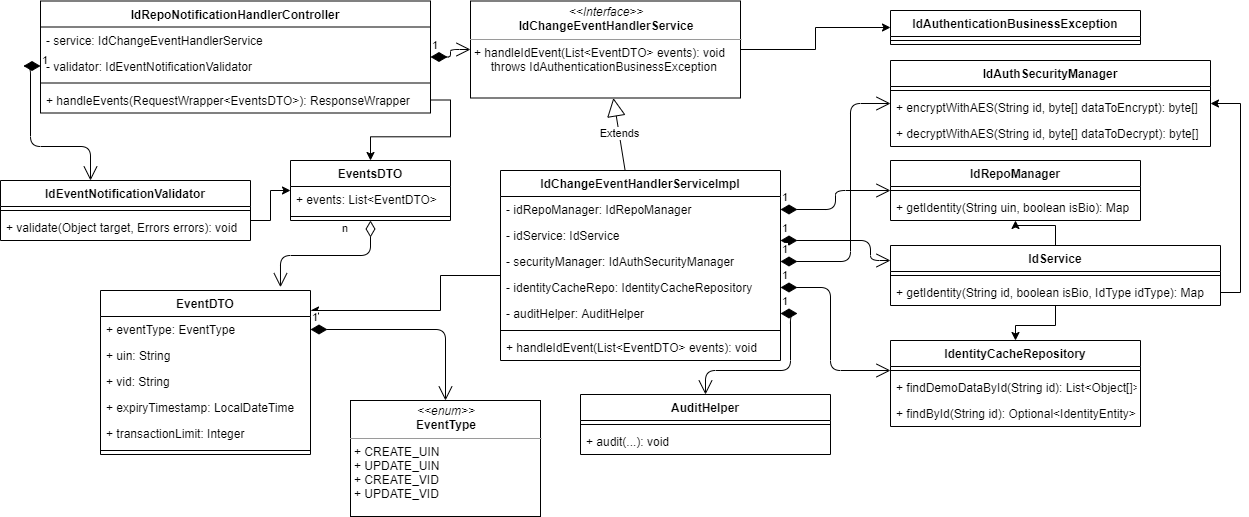 IdRepoNotificationHandlerController
- service: IdChangeEventHandlerService
- validator: IdEventNotificationValidator
+ handleEvents(RequestWrapper<EventsDTO>): ResponseWrapper
1
1
<<Interface>>
IdChangeEventHandlerService
+ handleIdEvent(List<EventDTO> events): void
throws IdAuthenticationBusinessException
IdAuthenticationBusinessException
IdAuthSecurityManager
+ encryptWithAES(String id, byte[] dataToEncrypt): byte[]
+ decryptWithAES(String id, byte[] dataToDecrypt): byte[]
Extends
IdEventNotificationValidator
+ validate(Object target, Errors errors): void
EventsDTO
+ events: List<EventDTO>
n
IdChangeEventHandlerServiceImpl
- idRepoManager: IdRepoManager
- idService: IdService
- securityManager: IdAuthSecurityManager
- identityCacheRepo: IdentityCacheRepository
- auditHelper: AuditHelper
+ handleIdEvent(List<EventDTO> events): void
1
1
1
1
1
IdRepoManager
+ getIdentity(String uin, boolean isBio): Map
IdService
+ getIdentity(String id, boolean isBio, IdType idType): Map
EventDTO
+ eventType: EventType
+ uin: String
+ vid: String
+ expiryTimestamp: LocalDateTime
+ transactionLimit: Integer
1
<<enum>>
EventType
+ CREATE_UIN
+ UPDATE_UIN
+ CREATE_VID
+ UPDATE_VID
AuditHelper
+ audit(...): void
IdentityCacheRepository
+ findDemoDataById(String id): List<Object[]>
+ findById(String id): Optional<IdentityEntity>